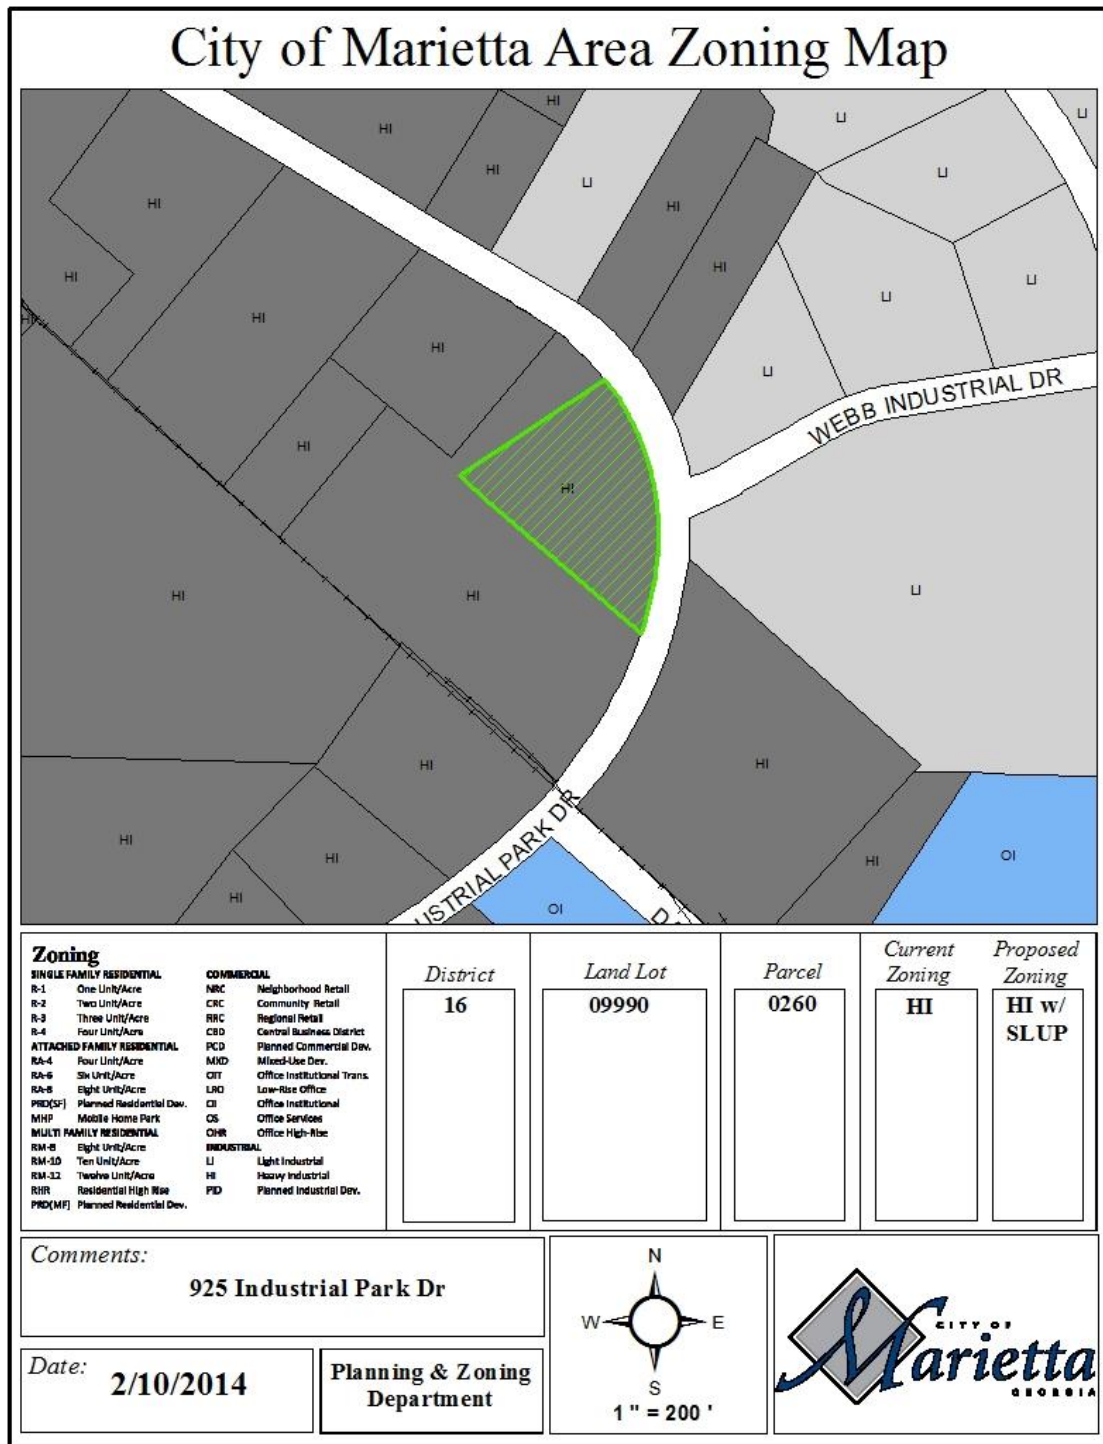 City of Marietta Area Zoning Map
HI
HI
LI
LI
HI
HI
LI
LI
HI
HI
HI
HI
LI
LI
HI
HI
HI
LI
WEBB INDUSTRIAL DR
HI
HI
HI
HI
LI
HI
HI
USTRIAL PARK DR
HI
HI
HI
OI
HI
OI
D
Zoning
SINGLE FAMILY RESIDENTIAL
R-1 One Unit/Acre
R-2 Two Unit/Acre
R-3 Three Unit/Acre
R-4 Four Unit/Acre
ATTACHED FAMILY RESIDENTIAL
RA-4 Four Unit/Acre
RA-6 Six Unit/Acre
RA-8 Eight Unit/Acre
PRD(SF) Planned Residential Dev.
MHP Mobile Home Park
MULTI FAMILY RESIDENTIAL
RM-8 Eight Unit/Acre
RM-10 Ten Unit/Acre
RM-12 Twelve Unit/Acre
RHR Residential High Rise
PRD(MF) Planned Residential Dev.
COMMERCIAL
NRC Neighborhood Retail
CRC Community Retail
RRC Regional Retail
CBD Central Business District
PCD Planned Commercial Dev.
MXD Mixed-Use Dev.
OIT Office Institutional Trans.
LRO Low-Rise Office
OI Office Institutional
OS Office Services
OHR Office High-Rise
INDUSTRIAL
LI Light Industrial
HI Heavy Industrial
PID Planned Industrial Dev.
District
16
Land Lot
09990
Parcel
0260
Current
Zoning
HI
Proposed
Zoning
HI w/
SLUP
Comments:
925 Industrial Park Dr
Date: 2/10/2014
Planning & Zoning
Department
N
W E
S
1 " = 200 '
CITY OF
Marietta
GEORGIA